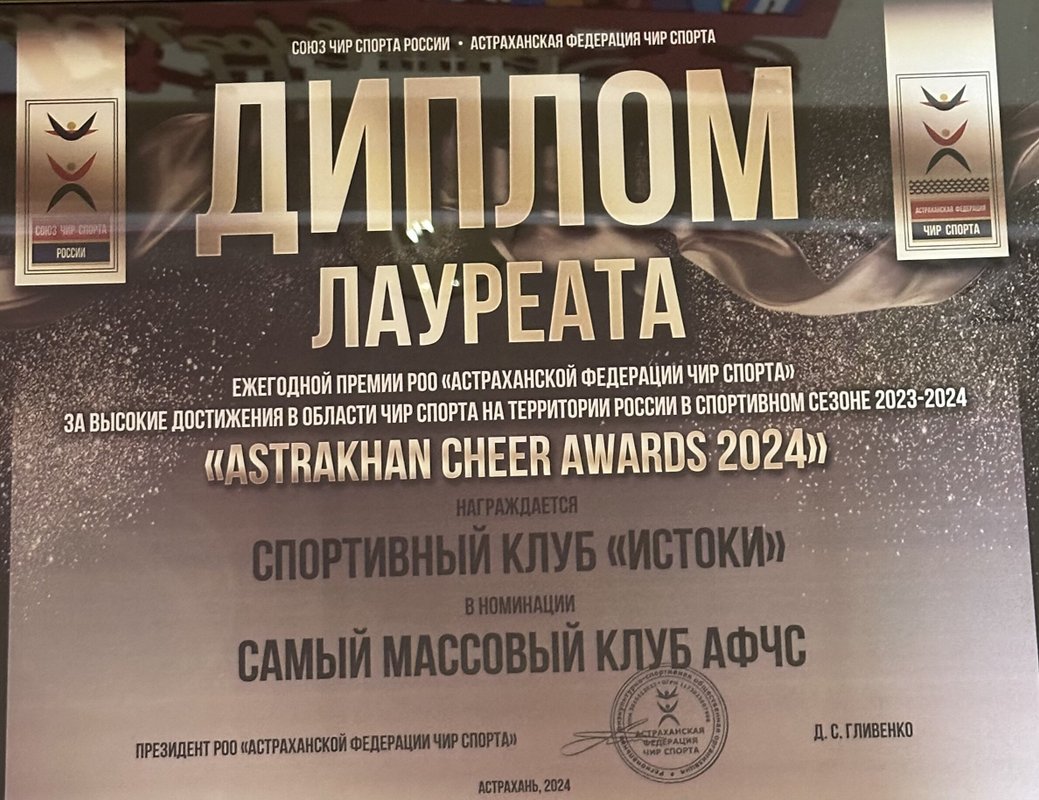 СОЮЗ ЧИР СПОРТА РОССИИ • АСТРАХАНСКАЯ ФЕДЕРАЦИЯ ЧИР СПОРТА
ДИПЛОМ
ЛАУРЕАТА
СОЮЗ ЧИР СПОРТА
РОССИИ
АСТРАХАНСКАЯ ФЕДЕРАЦИЯ
ЧИР СПОРТА
ЕЖЕГОДНОЙ ПРЕМИИ РОО «АСТРАХАНСКОЙ ФЕДЕРАЦИИ ЧИР СПОРТА»
ЗА ВЫСОКИЕ ДОСТИЖЕНИЯ В ОБЛАСТИ ЧИР СПОРТА НА ТЕРРИТОРИИ РОССИИ В СПОРТИВНОМ СЕЗОНЕ 2023-2024
«ASTRAKHAN CHEER AWARDS 2024»
НАГРАЖДАЕТСЯ
СПОРТИВНЫЙ КЛУБ «ИСТОКИ»
В НОМИНАЦИИ
САМЫЙ МАССОВЫЙ КЛУБ АФЧС
ПРЕЗИДЕНТ РОО «АСТРАХАНСКОЙ ФЕДЕРАЦИИ ЧИР СПОРТА»
АСТРАХАНСКАЯ
ФЕДЕРАЦИЯ
ЧИР СПОРТА
Д. С. ГЛИВЕНКО
АСТРАХАНЬ, 2024